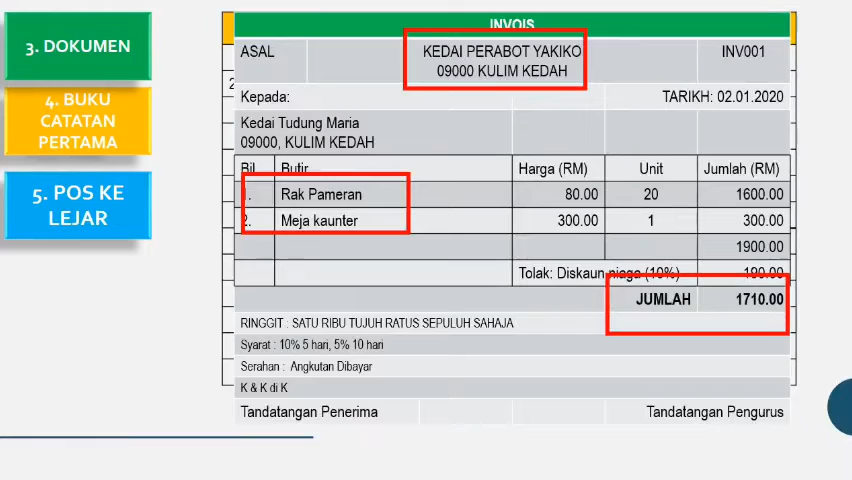 3. DOKUMEN
4. BUKU
CATATAN
PERTAMA
5. POS KE
LEJAR
INVOIS
ASAL KEDAI PERABOT YAKIKO INV001
09000 KULIM KEDAH
2
Kepada: TARIKH: 02.01.2020
Kedai Tudung Maria
09000, KULIM KEDAH
Bil Butir Harga (RM) Unit Jumlah (RM)
1. Rak Pameran 80.00 20 1600.00
2. Meja kaunter 300.00 1 300.00
1900.00
Tolak: Diskaun niaga (10%) 190.00
JUMLAH 1710.00
RINGGIT : SATU RIBU TUJUH RATUS SEPULUH SAHAJA
Syarat : 10% 5 hari, 5% 10 hari
Serahan : Angkutan Dibayar
K & K di K
Tandatangan Penerima Tandatangan Pengurus